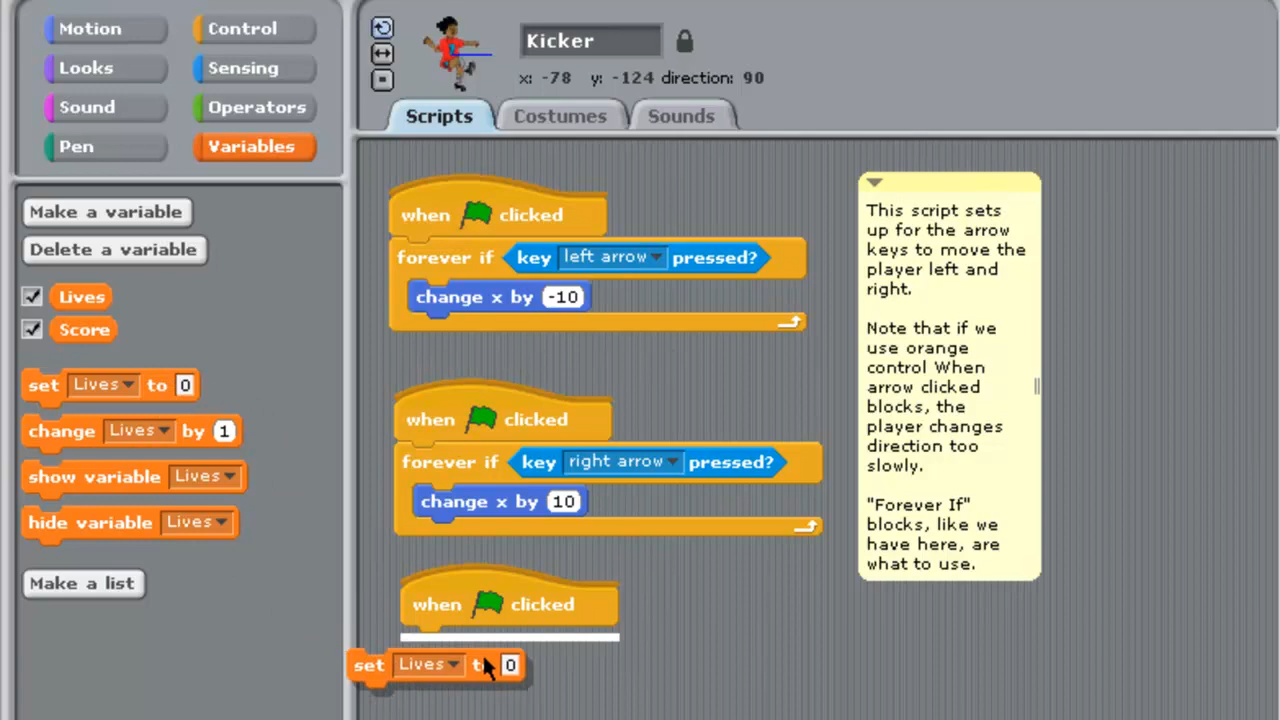 Motion
Control
Looks
Sensing
Sound
Operators
Pen
Variables
Make a variable
Delete a variable
Lives
Score
set Lives to 0
change Lives by 1
show variable Lives
hide variable Lives
Make a list
Kicker
x: -78 y: -124 direction: 90
Scripts
Costumes
Sounds
when clicked
forever if key left arrow pressed?
change x by -10
when clicked
forever if key right arrow pressed?
change x by 10
when clicked
set Lives t 0
This script sets
up for the arrow
keys to move the
player left and
right.
Note that if we
use orange
control When
arrow clicked
blocks, the
player changes
direction too
slowly.
"Forever If"
blocks, like we
have here, are
what to use.